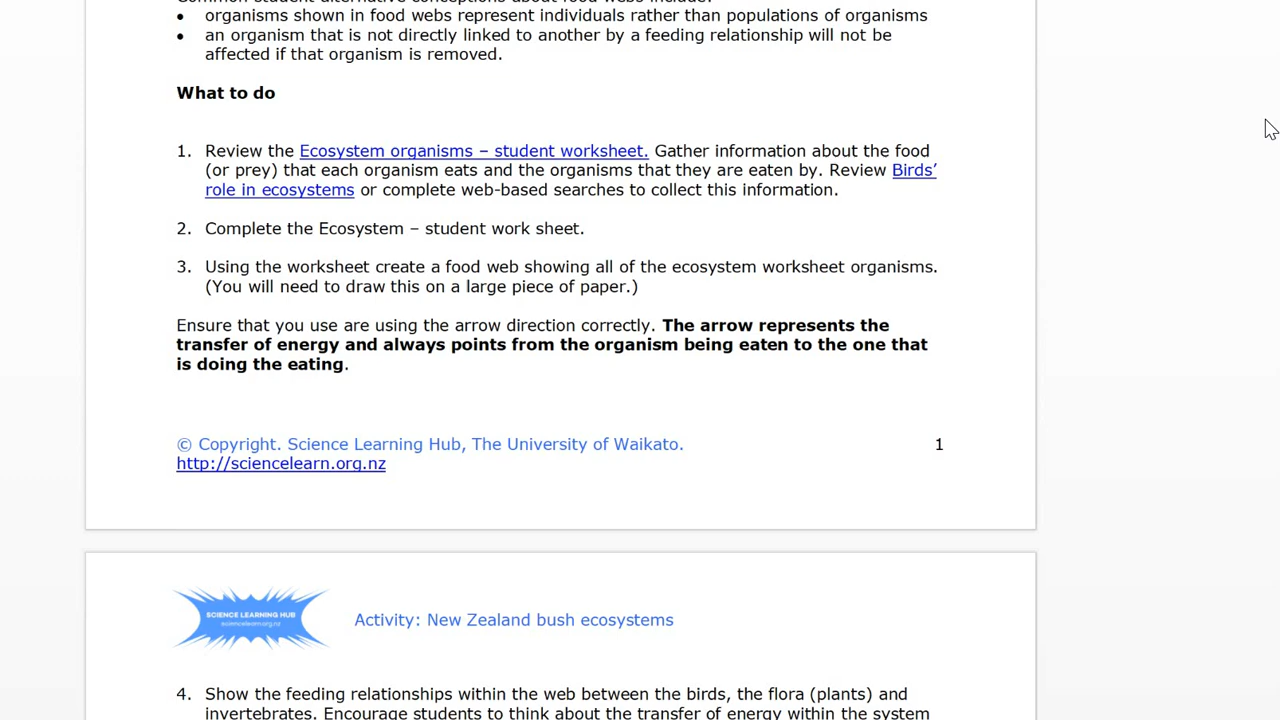 organisms shown in food webs represent individuals rather than populations of organisms
an organism that is not directly linked to another by a feeding relationship will not be
affected if that organism is removed.
What to do
1. Review the Ecosystem organisms – student worksheet. Gather information about the food
(or prey) that each organism eats and the organisms that they are eaten by. Review Birds’
role in ecosystems or complete web-based searches to collect this information.
2. Complete the Ecosystem – student work sheet.
3. Using the worksheet create a food web showing all of the ecosystem worksheet organisms.
(You will need to draw this on a large piece of paper.)
Ensure that you use are using the arrow direction correctly. The arrow represents the
transfer of energy and always points from the organism being eaten to the one that
is doing the eating.
© Copyright. Science Learning Hub, The University of Waikato. 1
http://sciencelearn.org.nz
SCIENCE LEARNING HUB
sciencelearn.org.nz
Activity: New Zealand bush ecosystems
4. Show the feeding relationships within the web between the birds, the flora (plants) and
invertebrates. Encourage students to think about the transfer of energy within the system